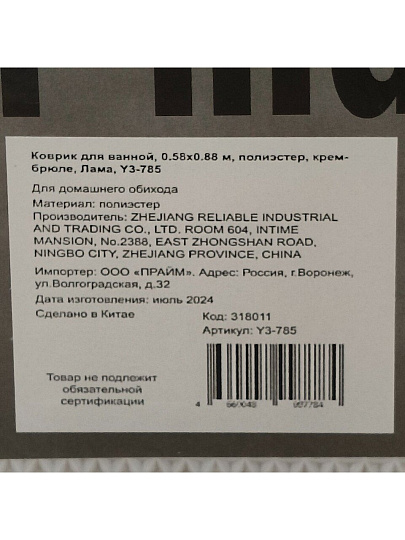 Коврик для ванной, 0.58х0.88 м, полиэстер, крем-
брюле, Лама, Y3-785
Для домашнего обихода
Материал: полиэстер
Производитель: ZHEJIANG RELIABLE INDUSTRIAL
AND TRADING CO., LTD. ROOM 604, INTIME
MANSION, No.2388, EAST ZHONGSHAN ROAD,
NINGBO CITY, ZHEJIANG PROVINCE, CHINA
Импортер: ООО «ПРАЙМ». Адрес: Россия, г.Воронеж,
ул.Волгоградская, д.32
Дата изготовления: июль 2024
Сделано в Китае
Код: 318011
Артикул: Y3-785
Товар не подлежит
обязательной
сертификации